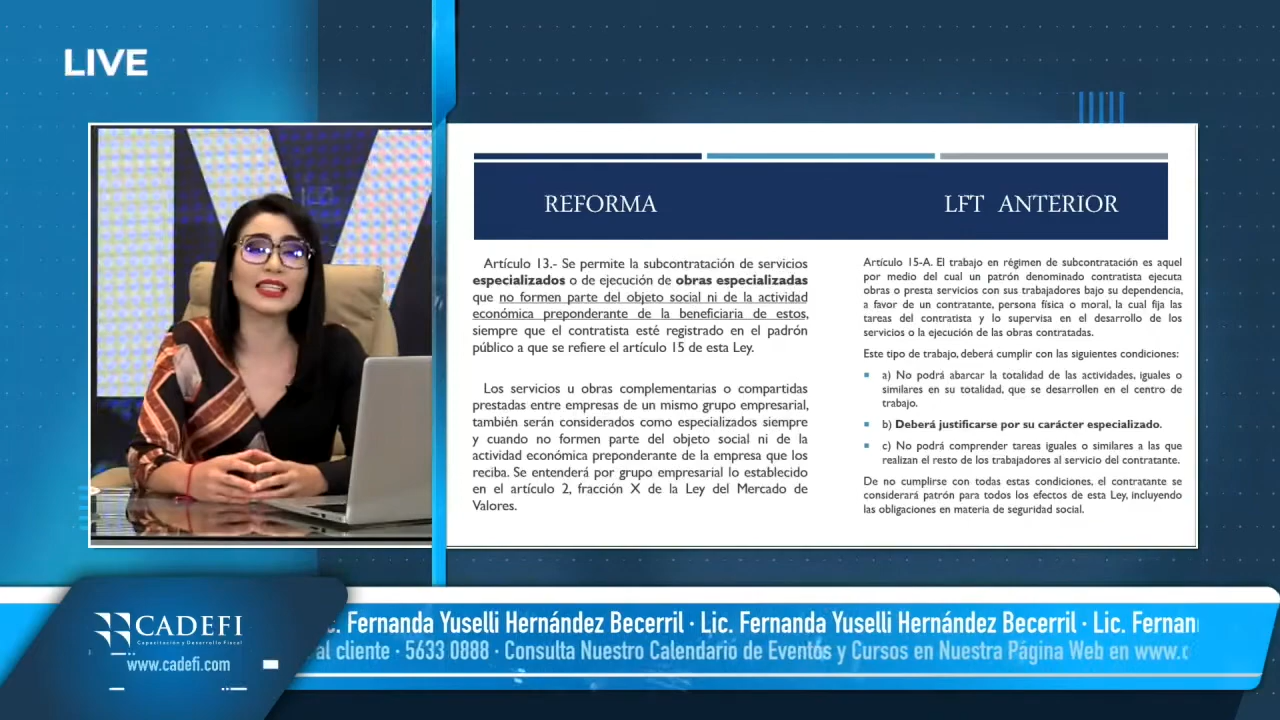 LIVE
REFORMA
LFT ANTERIOR
Artículo 13.- Se permite la subcontratación de servicios
especializados o de ejecución de obras especializadas
que no formen parte del objeto social ni de la actividad
económica preponderante de la beneficiaria de estos,
siempre que el contratista esté registrado en el padrón
público a que se refiere el artículo 15 de esta Ley.
Los servicios u obras complementarias o compartidas
prestadas entre empresas de un mismo grupo empresarial,
también serán considerados como especializados siempre
y cuando no formen parte del objeto social ni de la
actividad económica preponderante de la empresa que los
reciba. Se entenderá por grupo empresarial lo establecido
en el artículo 2, fracción X de la Ley del Mercado de
Valores.
Artículo 15-A. El trabajo en régimen de subcontratación es aquel
por medio del cual un patrón denominado contratista ejecuta
obras o presta servicios con sus trabajadores bajo su dependencia,
a favor de un contratante, persona física o moral, la cual fija las
tareas del contratista y lo supervisa en el desarrollo de los
servicios o la ejecución de las obras contratadas.
Este tipo de trabajo, deberá cumplir con las siguientes condiciones:
a) No podrá abarcar la totalidad de las actividades, iguales o
similares en su totalidad, que se desarrollen en el centro de
trabajo.
b) Deberá justificarse por su carácter especializado.
c) No podrá comprender tareas iguales o similares a las que
realizan el resto de los trabajadores al servicio del contratante.
De no cumplirse con todas estas condiciones, el contratante se
considerará patrón para todos los efectos de esta Ley, incluyendo
las obligaciones en materia de seguridad social.
CADEFI
Capacitación y Desarrollo Fiscal
www.cadefi.com
c. Fernanda Yuselli Hernández Becerril · Lic. Fernanda Yuselli Hernández Becerril · Lic. Fernan
al cliente · 5633 0888 · Consulta Nuestro Calendario de Eventos y Cursos en Nuestra Página Web en www.c